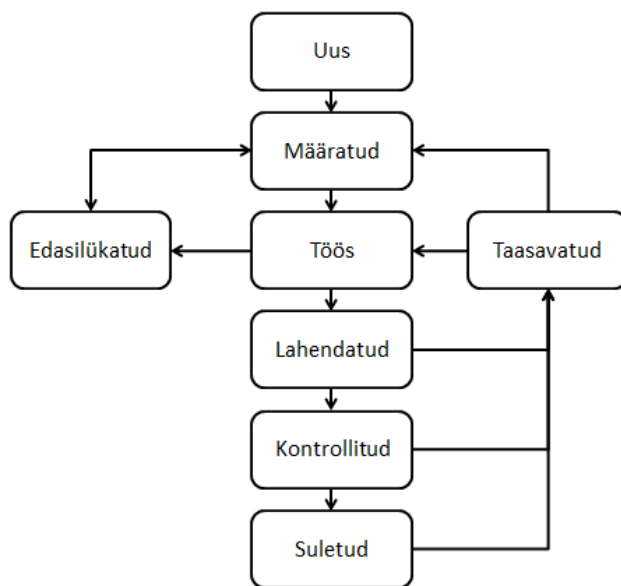 Uus
Määratud
Edasilükatud
Töös
Taasavatud
Lahendatud
Kontrollitud
Suletud